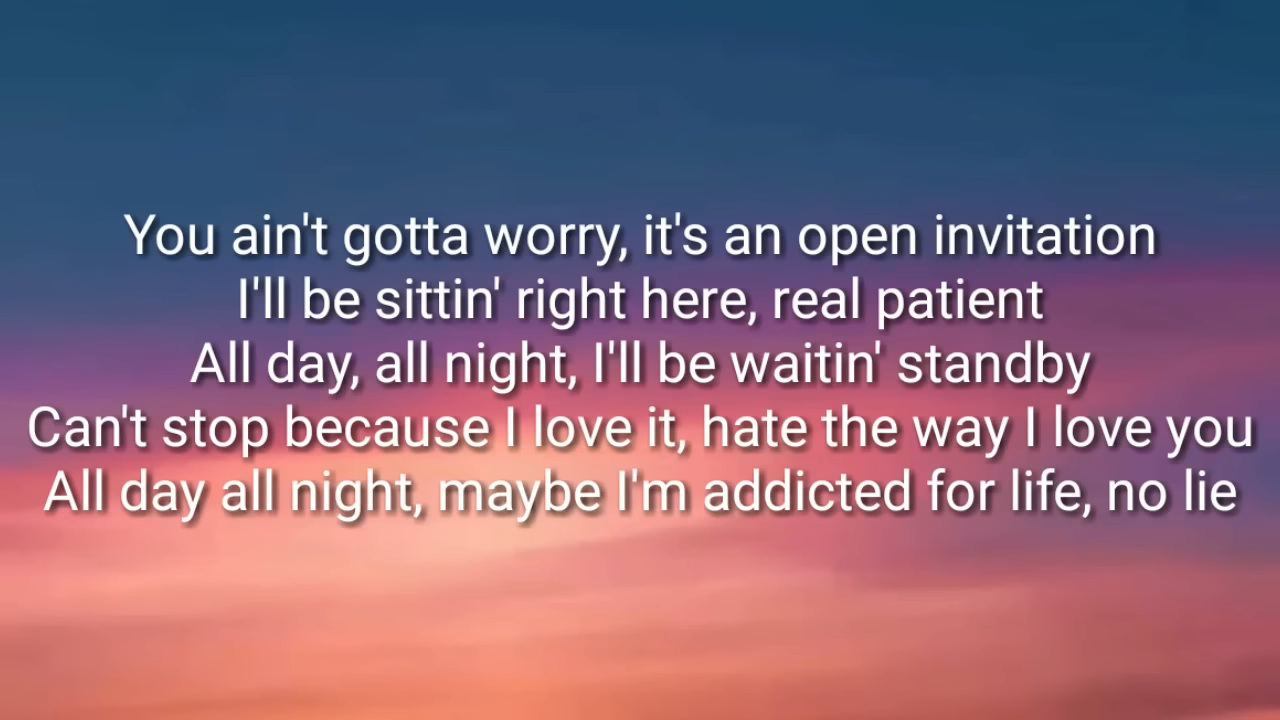 You ain't gotta worry, it's an open invitation
I'll be sittin' right here, real patient
All day, all night, I'll be waitin' standby
Can't stop because I love it, hate the way I love you
All day all night, maybe I'm addicted for life, no lie